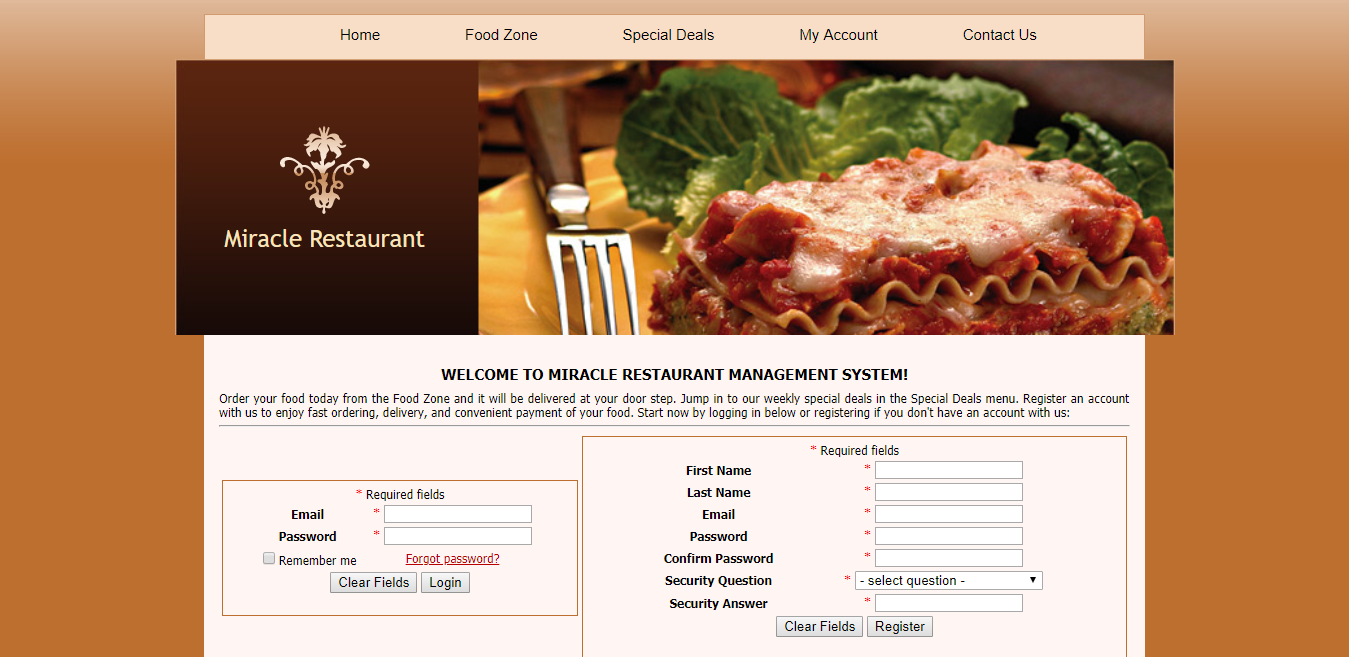 Home Food Zone Special Deals My Account Contact Us
Miracle Restaurant
WELCOME TO MIRACLE RESTAURANT MANAGEMENT SYSTEM!
Order your food today from the Food Zone and it will be delivered at your door step. Jump in to our weekly special deals in the Special Deals menu. Register an account
with us to enjoy fast ordering, delivery, and convenient payment of your food. Start now by logging in below or registering if you don't have an account with us:
* Required fields
Email *
Password *
Remember me Forgot password?
Clear Fields Login
* Required fields
First Name *
Last Name *
Email *
Password *
Confirm Password *
Security Question * - select question -
Security Answer *
Clear Fields Register